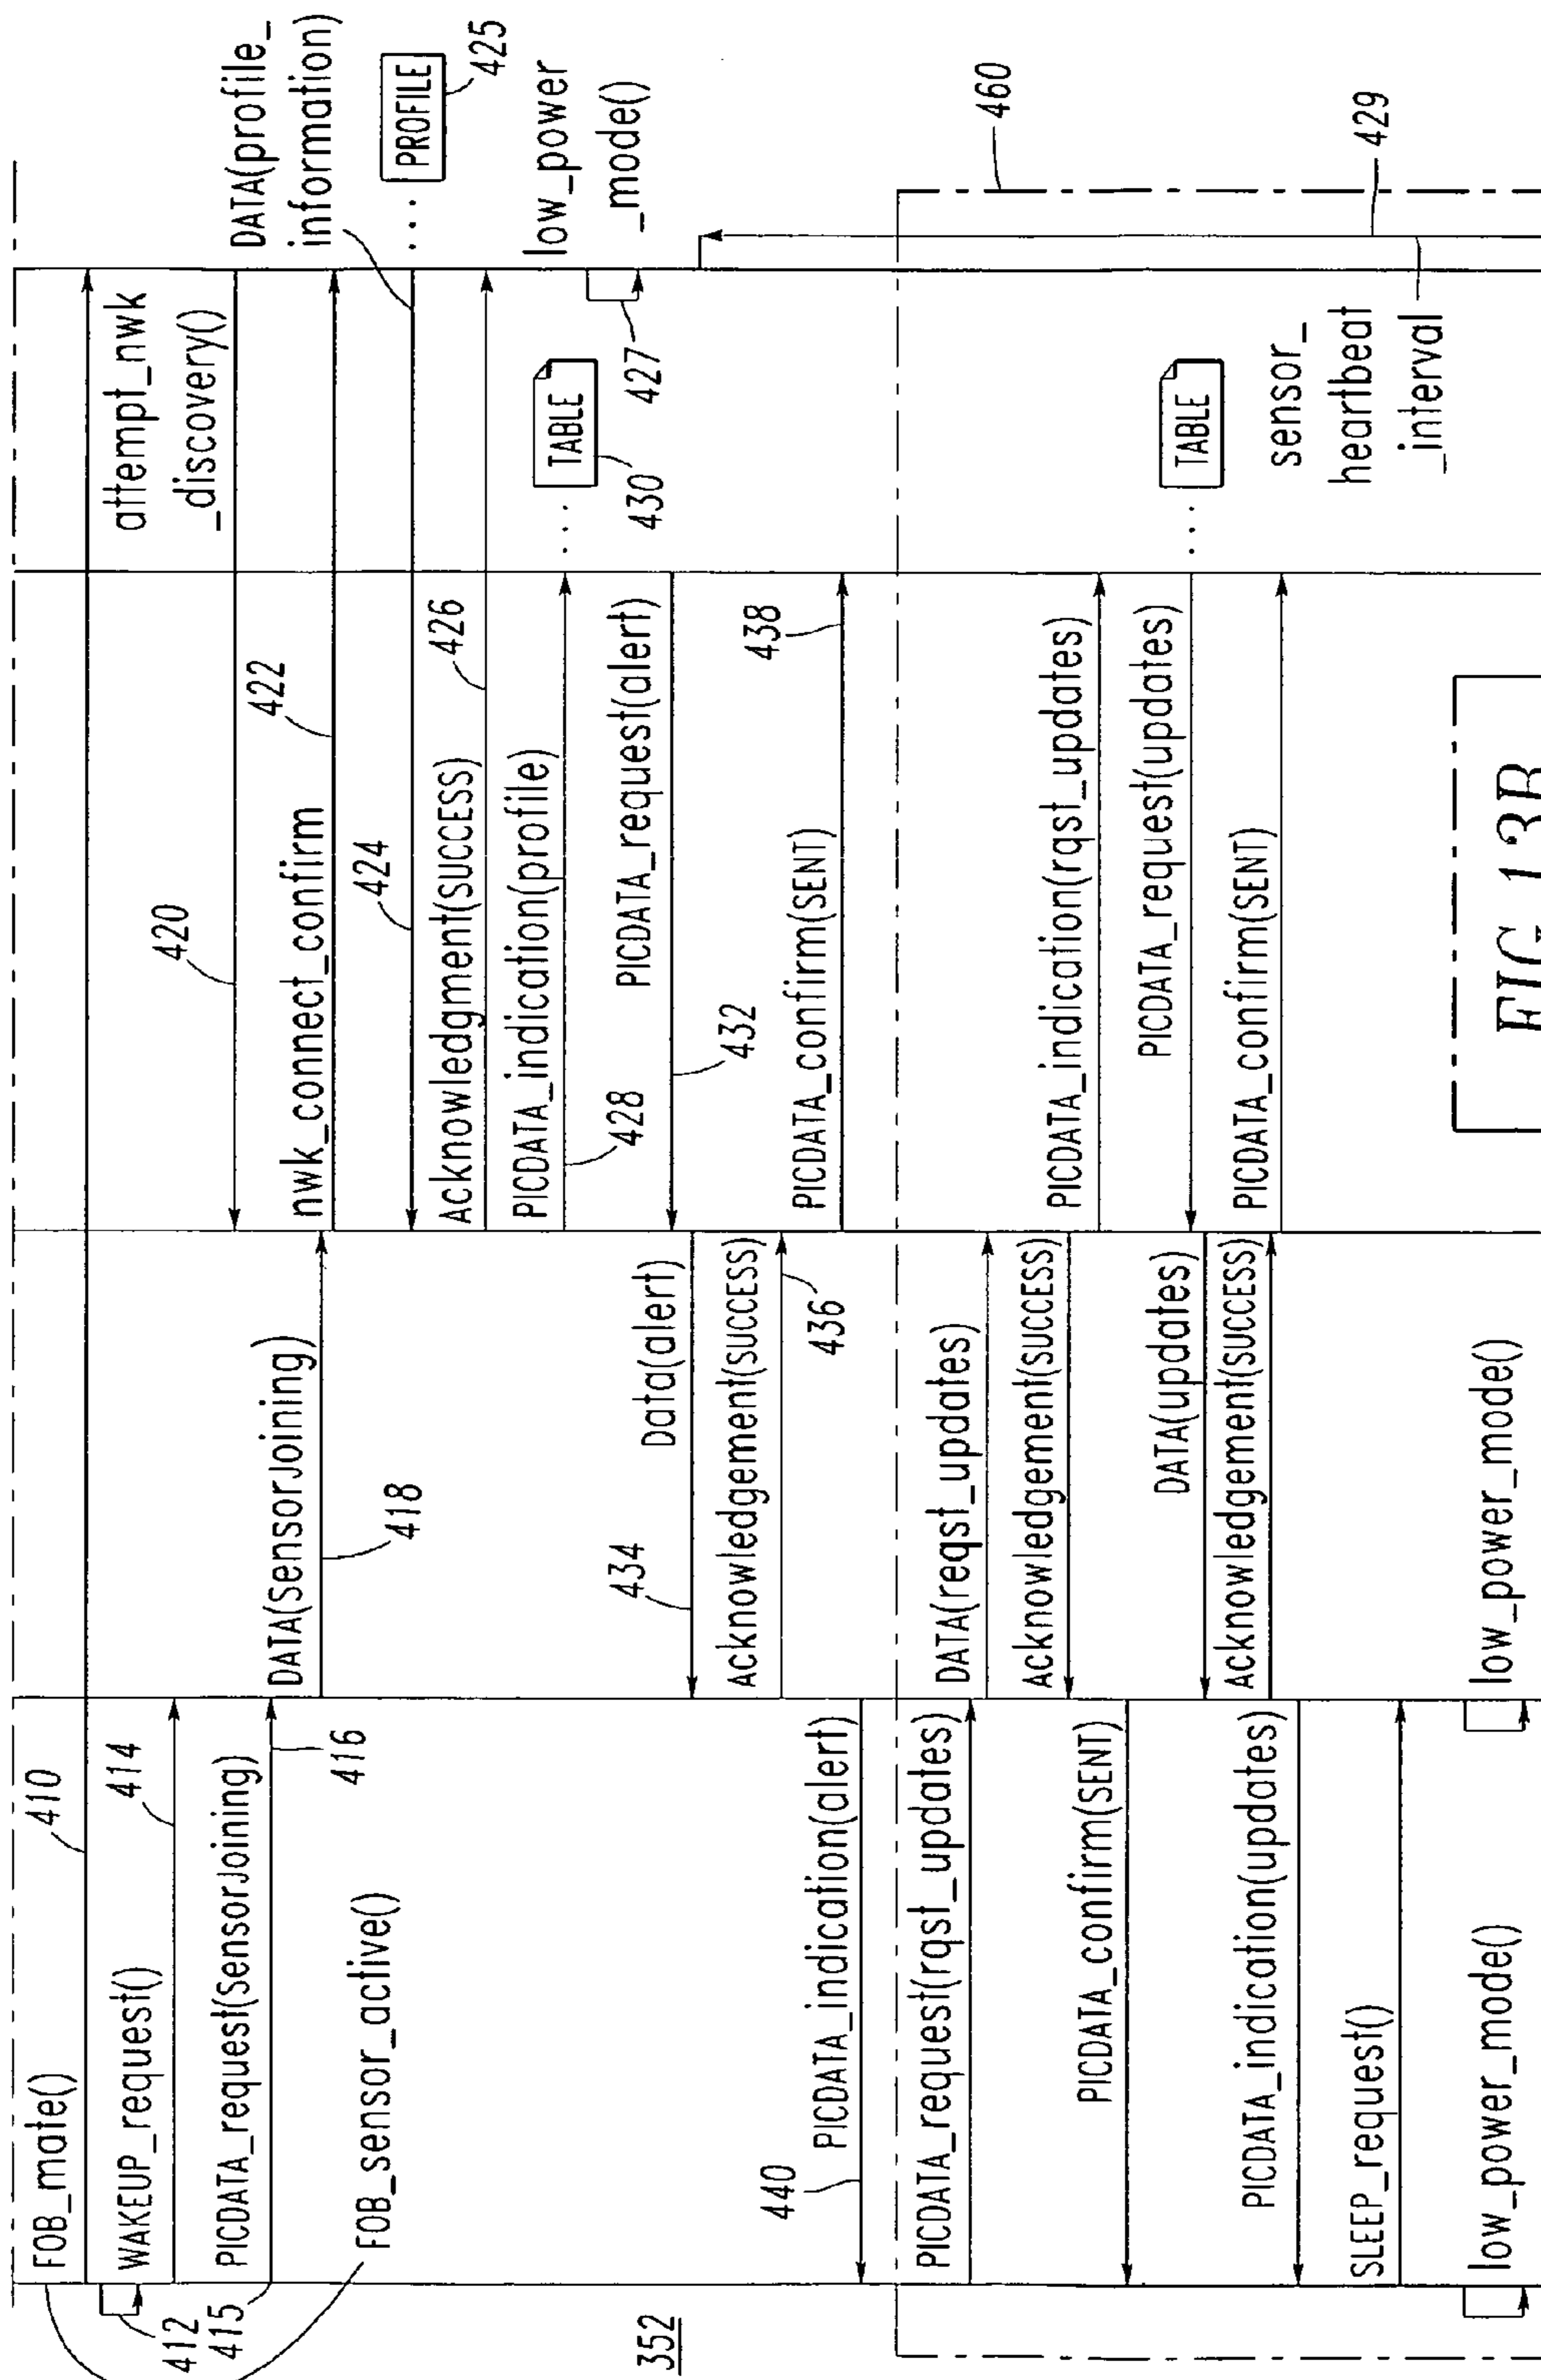 FOB_mate()
410
attempt_nwk
_discovery()
412
WAKEUP_request()
414
420
DATA(profile_
information)
415
PICDATA_request(SensorJoining)
416
DATA(SensorJoining)
418
nwk_connect_confirm
422
FOB_sensor_active()
424
... PROFILE
425
Acknowledgment(SUCCESS)
426
PICDATA_indication(profile)
428
... TABLE
430
low_power
_mode()
427
352
434
Data(alert)
PICDATA_request(alert)
432
Acknowledgement(SUCCESS)
436
PICDATA_confirm(SENT)
438
440
PICDATA_indication(alert)
460
PICDATA_request(rqst_updates)
DATA(reqst_updates)
Acknowledgement(SUCCESS)
PICDATA_indication(rqst_updates)
PICDATA_confirm(SENT)
DATA(updates)
PICDATA_request(updates)
... TABLE
PICDATA_indication(updates)
Acknowledgement(SUCCESS)
PICDATA_confirm(SENT)
sensor_
heartbeat
_interval
429
SLEEP_request()
low_power_mode()
low_power_mode()
FIG. 13B